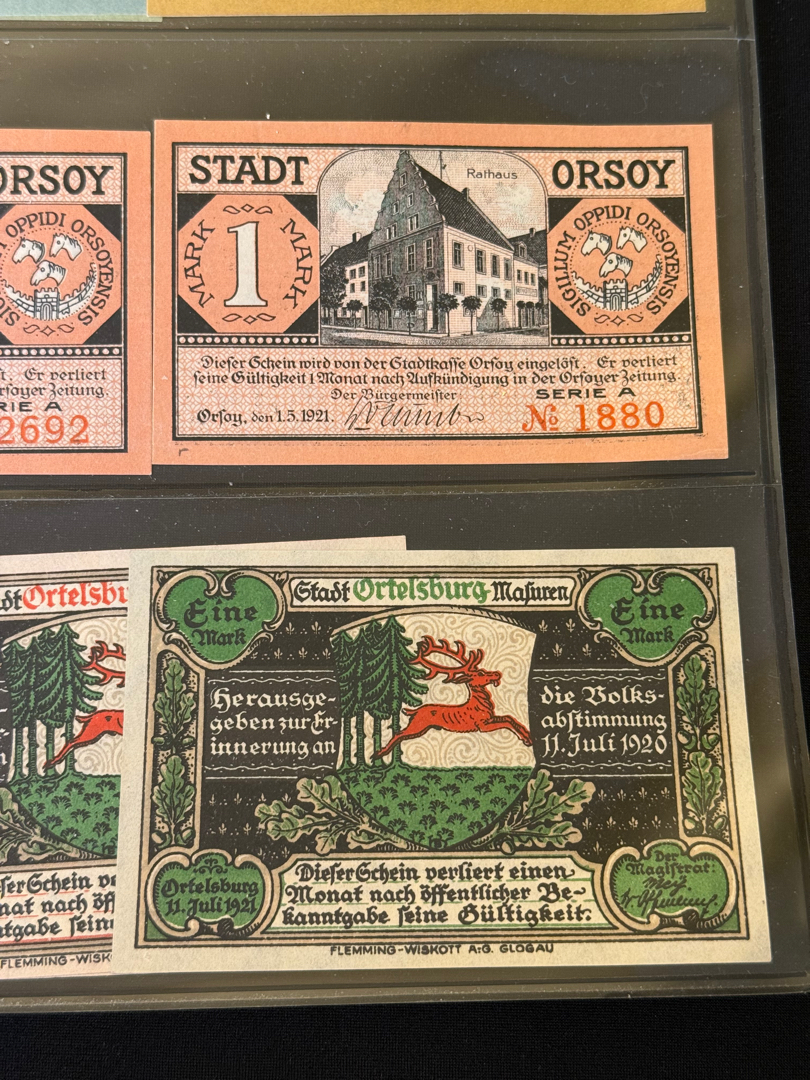 ORSOY
OPPIDI ORSOYENSIS
Er verliert
Zeitung.
RIE A
2692
STADT ORSOY
Rathaus
MARK 1 MARK
SIGILLUM OPPIDI ORSOYENSIS
Dieser Schein wird von der Stadtkasse Orsoy eingelöst. Er verliert
seine Gültigkeit 1 Monat nach Aufkündigung in der Orsoyer Zeitung.
Der Bürgermeister
SERIE A
Orsoy, den 1.5.1921.
№ 1880
dt Ortelsbu
ser Schein ve
nat nach öff
tgabe sein
FLEMMING-WISK
Eine
Mark
Stadt Ortelsburg-Masuren
Eine
Mark
Herausge-
geben zur Er-
innerung an
die Volks-
abstimmung
11. Juli 1920
Ortelsburg
11. Juli 1921
Dieser Schein verliert einen
Monat nach öffentlicher Be-
kanntgabe seine Gültigkeit.
Der
Magistrat:
FLEMMING-WISKOTT A.G. GLOGAU